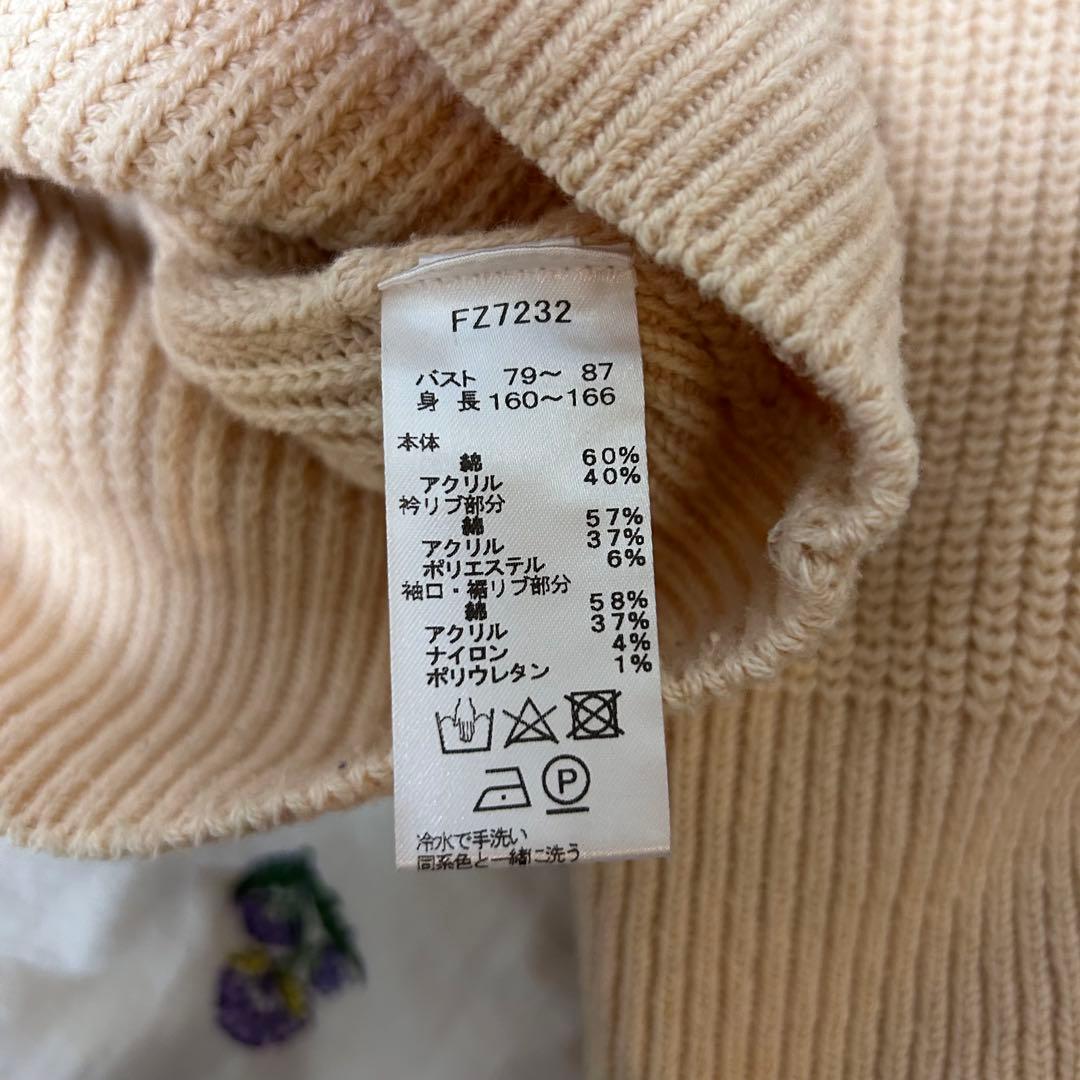 FZ7232
バスト 79～ 87
身 長 160～166
本体
綿 60%
アクリル 40%
衿リブ部分
綿 57%
アクリル 37%
ポリエステル 6%
袖口・裾リブ部分
綿 58%
アクリル 37%
ナイロン 4%
ポリウレタン 1%
P
冷水で手洗い
同系色と一緒に洗う